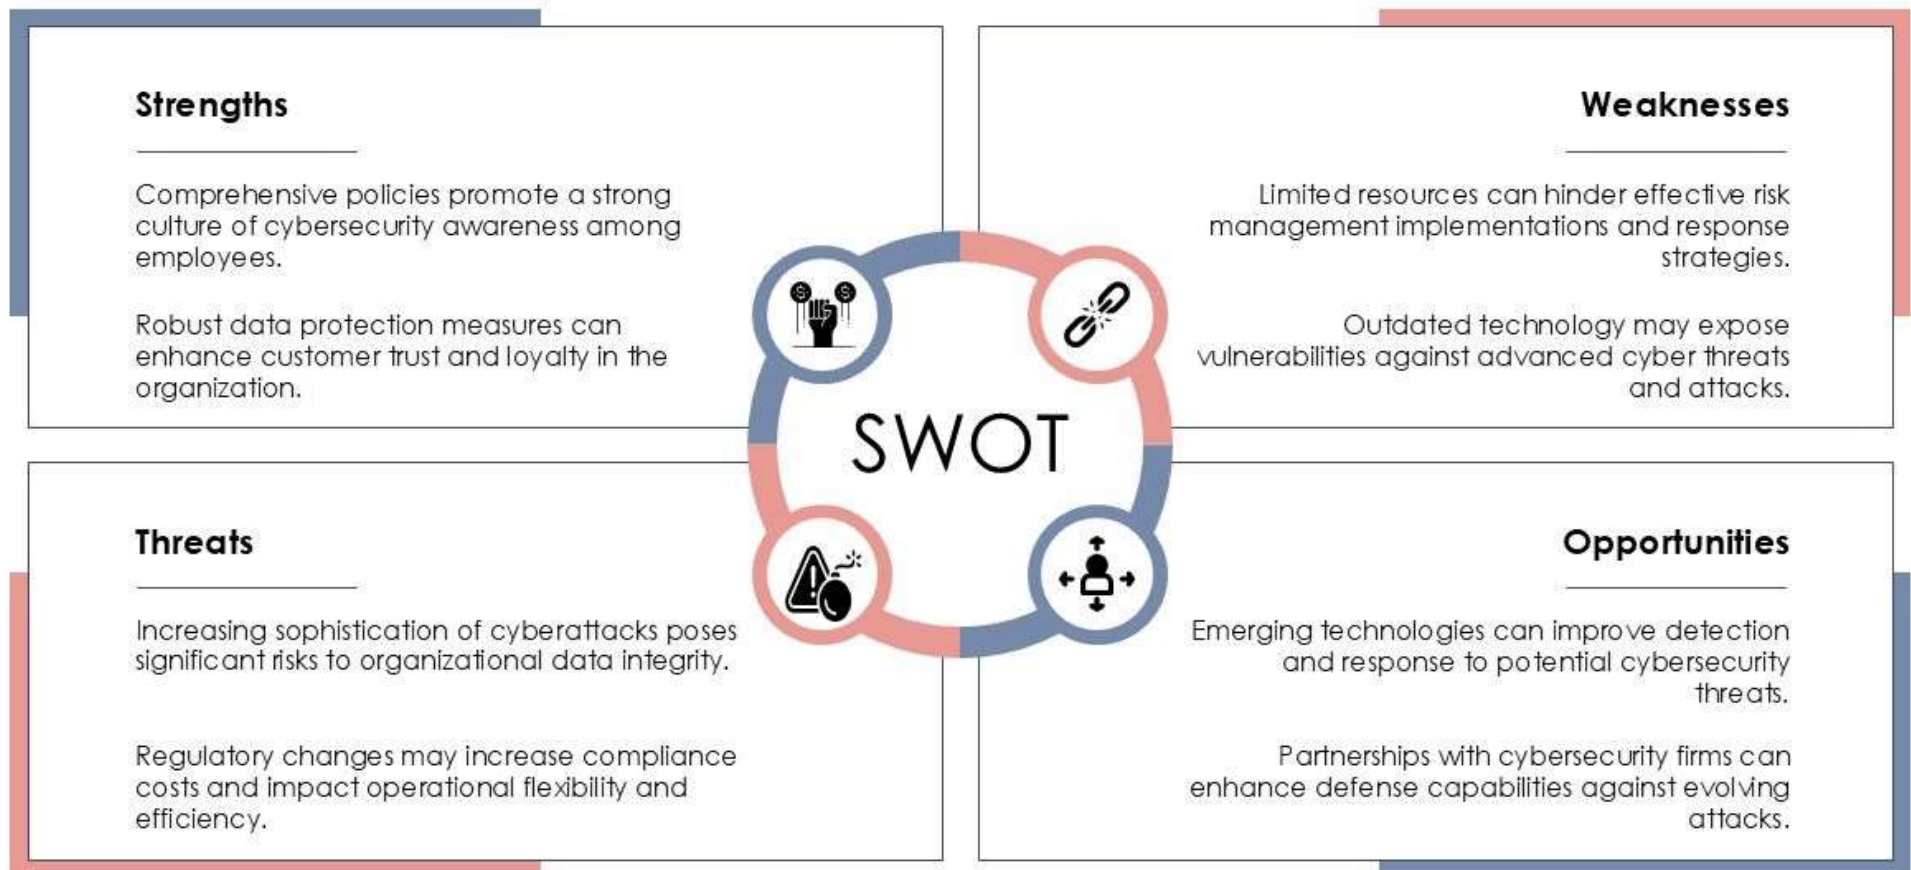 Strengths
Comprehensive policies promote a strong
culture of cybersecurity awareness among
employees.
Robust data protection measures can
enhance customer trust and loyalty in the
organization.
Weaknesses
Limited resources can hinder effective risk
management implementations and response
strategies.
Outdated technology may expose
vulnerabilities against advanced cyber threats
and attacks.
SWOT
Threats
Increasing sophistication of cyberattacks poses
significant risks to organizational data integrity.
Regulatory changes may increase compliance
costs and impact operational flexibility and
efficiency.
Opportunities
Emerging technologies can improve detection
and response to potential cybersecurity
threats.
Partnerships with cybersecurity firms can
enhance defense capabilities against evolving
attacks.